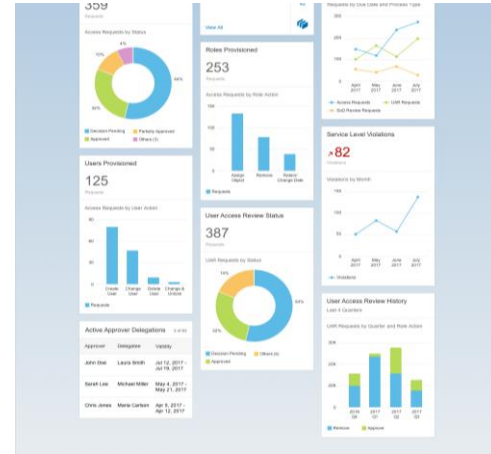 359
Requests
Access Requests by Status
4%
10%
54%
32%
Decision Pending
Partially Approved
Approved
Others (3)
Users Provisioned
125
Requests
Access Requests by User Action
Create User
Change User
Delete User
Change & Unlock
Requests
Active Approver Delegations
Approver
Delegatee
Validity
John Doe
Laura Smith
Jul 12, 2017 -
Jul 19, 2017
Sarah Lee
Michael Miller
May 4, 2017 -
May 21, 2017
Chris Jones
Marie Carlsen
Apr 5, 2017 -
Apr 12, 2017
View All
Roles Provisioned
253
Requests
Access Requests by Role Action
Assign Object
Remove
Retain/ Change Date
Requests
User Access Review Status
387
Requests
UAR Requests by Status
14%
54%
32%
Decision Pending
Others (3)
Approved
Requests by Due Date and Process Type
April 2017
May 2017
June 2017
July 2017
Access Requests
UAR Requests
SoD Review Requests
Service Level Violations
82
Violations
Violations by Month
April 2017
May 2017
June 2017
July 2017
Violations
User Access Review History
Last 4 Quarters
UAR Requests by Quarter and Role Action
2016 Q4
2017 Q1
2017 Q2
2017 Q3
Remove
Approve